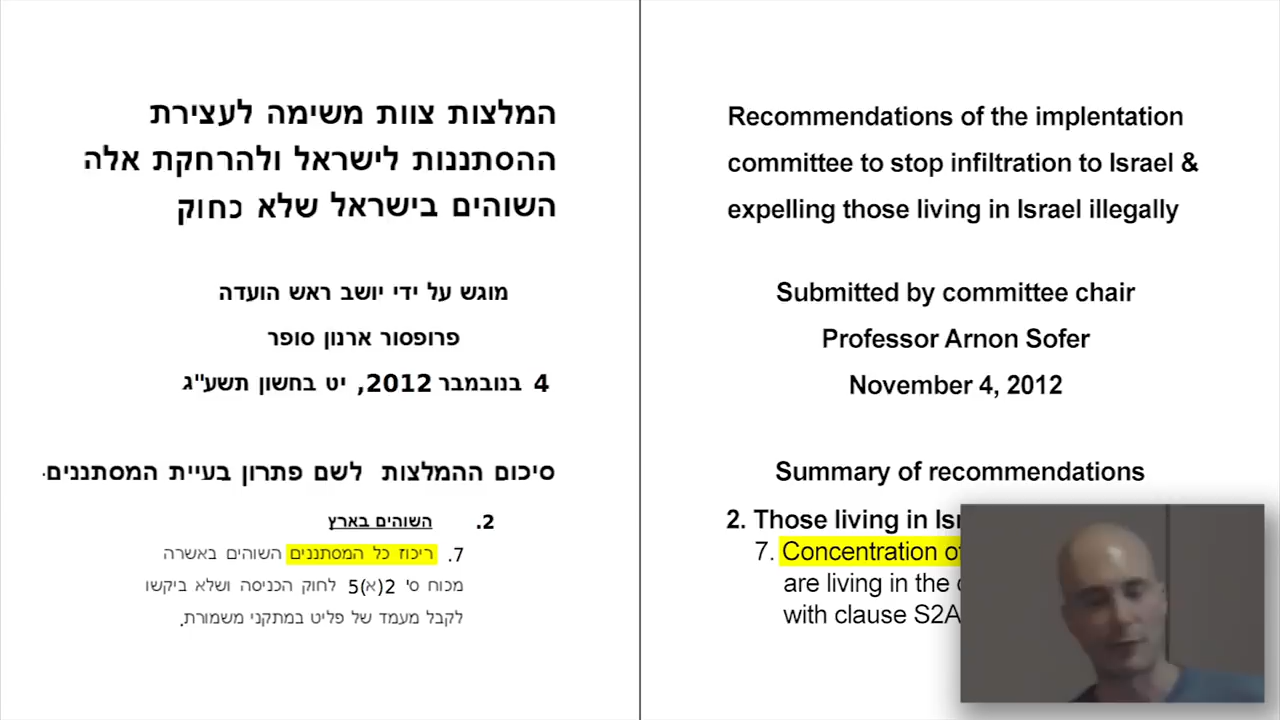 המלצות צוות משימה לעצירת
ההסתננות לישראל ולהרחקת אלה
השוהים בישראל שלא כחוק
מוגש על ידי יושב ראש הועדה
פרופסור ארנון סופר
4 בנובמבר 2012, יט בחשון תשע"ג
סיכום ההמלצות לשם פתרון בעיית המסתננים.
2. השוהים בארץ
7. ריכוז כל המסתננים השוהים באשרה
מכוח ס' 2(א)5 לחוק הכניסה ושלא ביקשו
לקבל מעמד של פליט במתקני משמורת.
Recommendations of the implentation
committee to stop infiltration to Israel &
expelling those living in Israel illegally
Submitted by committee chair
Professor Arnon Sofer
November 4, 2012
Summary of recommendations
2. Those living in
7. Concentration
are living in the
with clause S2A